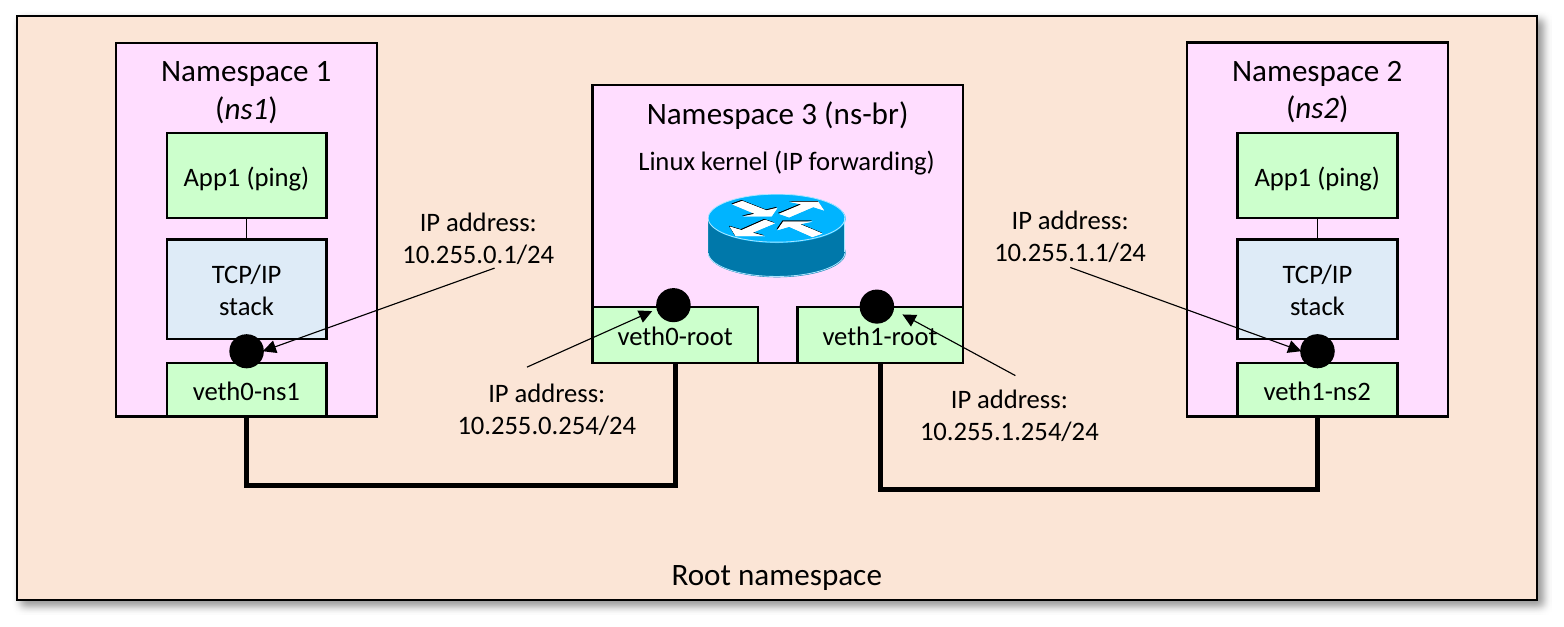 Namespace 1
(ns1)
App1 (ping)
TCP/IP
stack
veth0-ns1
IP address:
10.255.0.1/24
Namespace 3 (ns-br)
Linux kernel (IP forwarding)
veth0-root
veth1-root
IP address:
10.255.0.254/24
IP address:
10.255.1.254/24
IP address:
10.255.1.1/24
Namespace 2
(ns2)
App1 (ping)
TCP/IP
stack
veth1-ns2
Root namespace